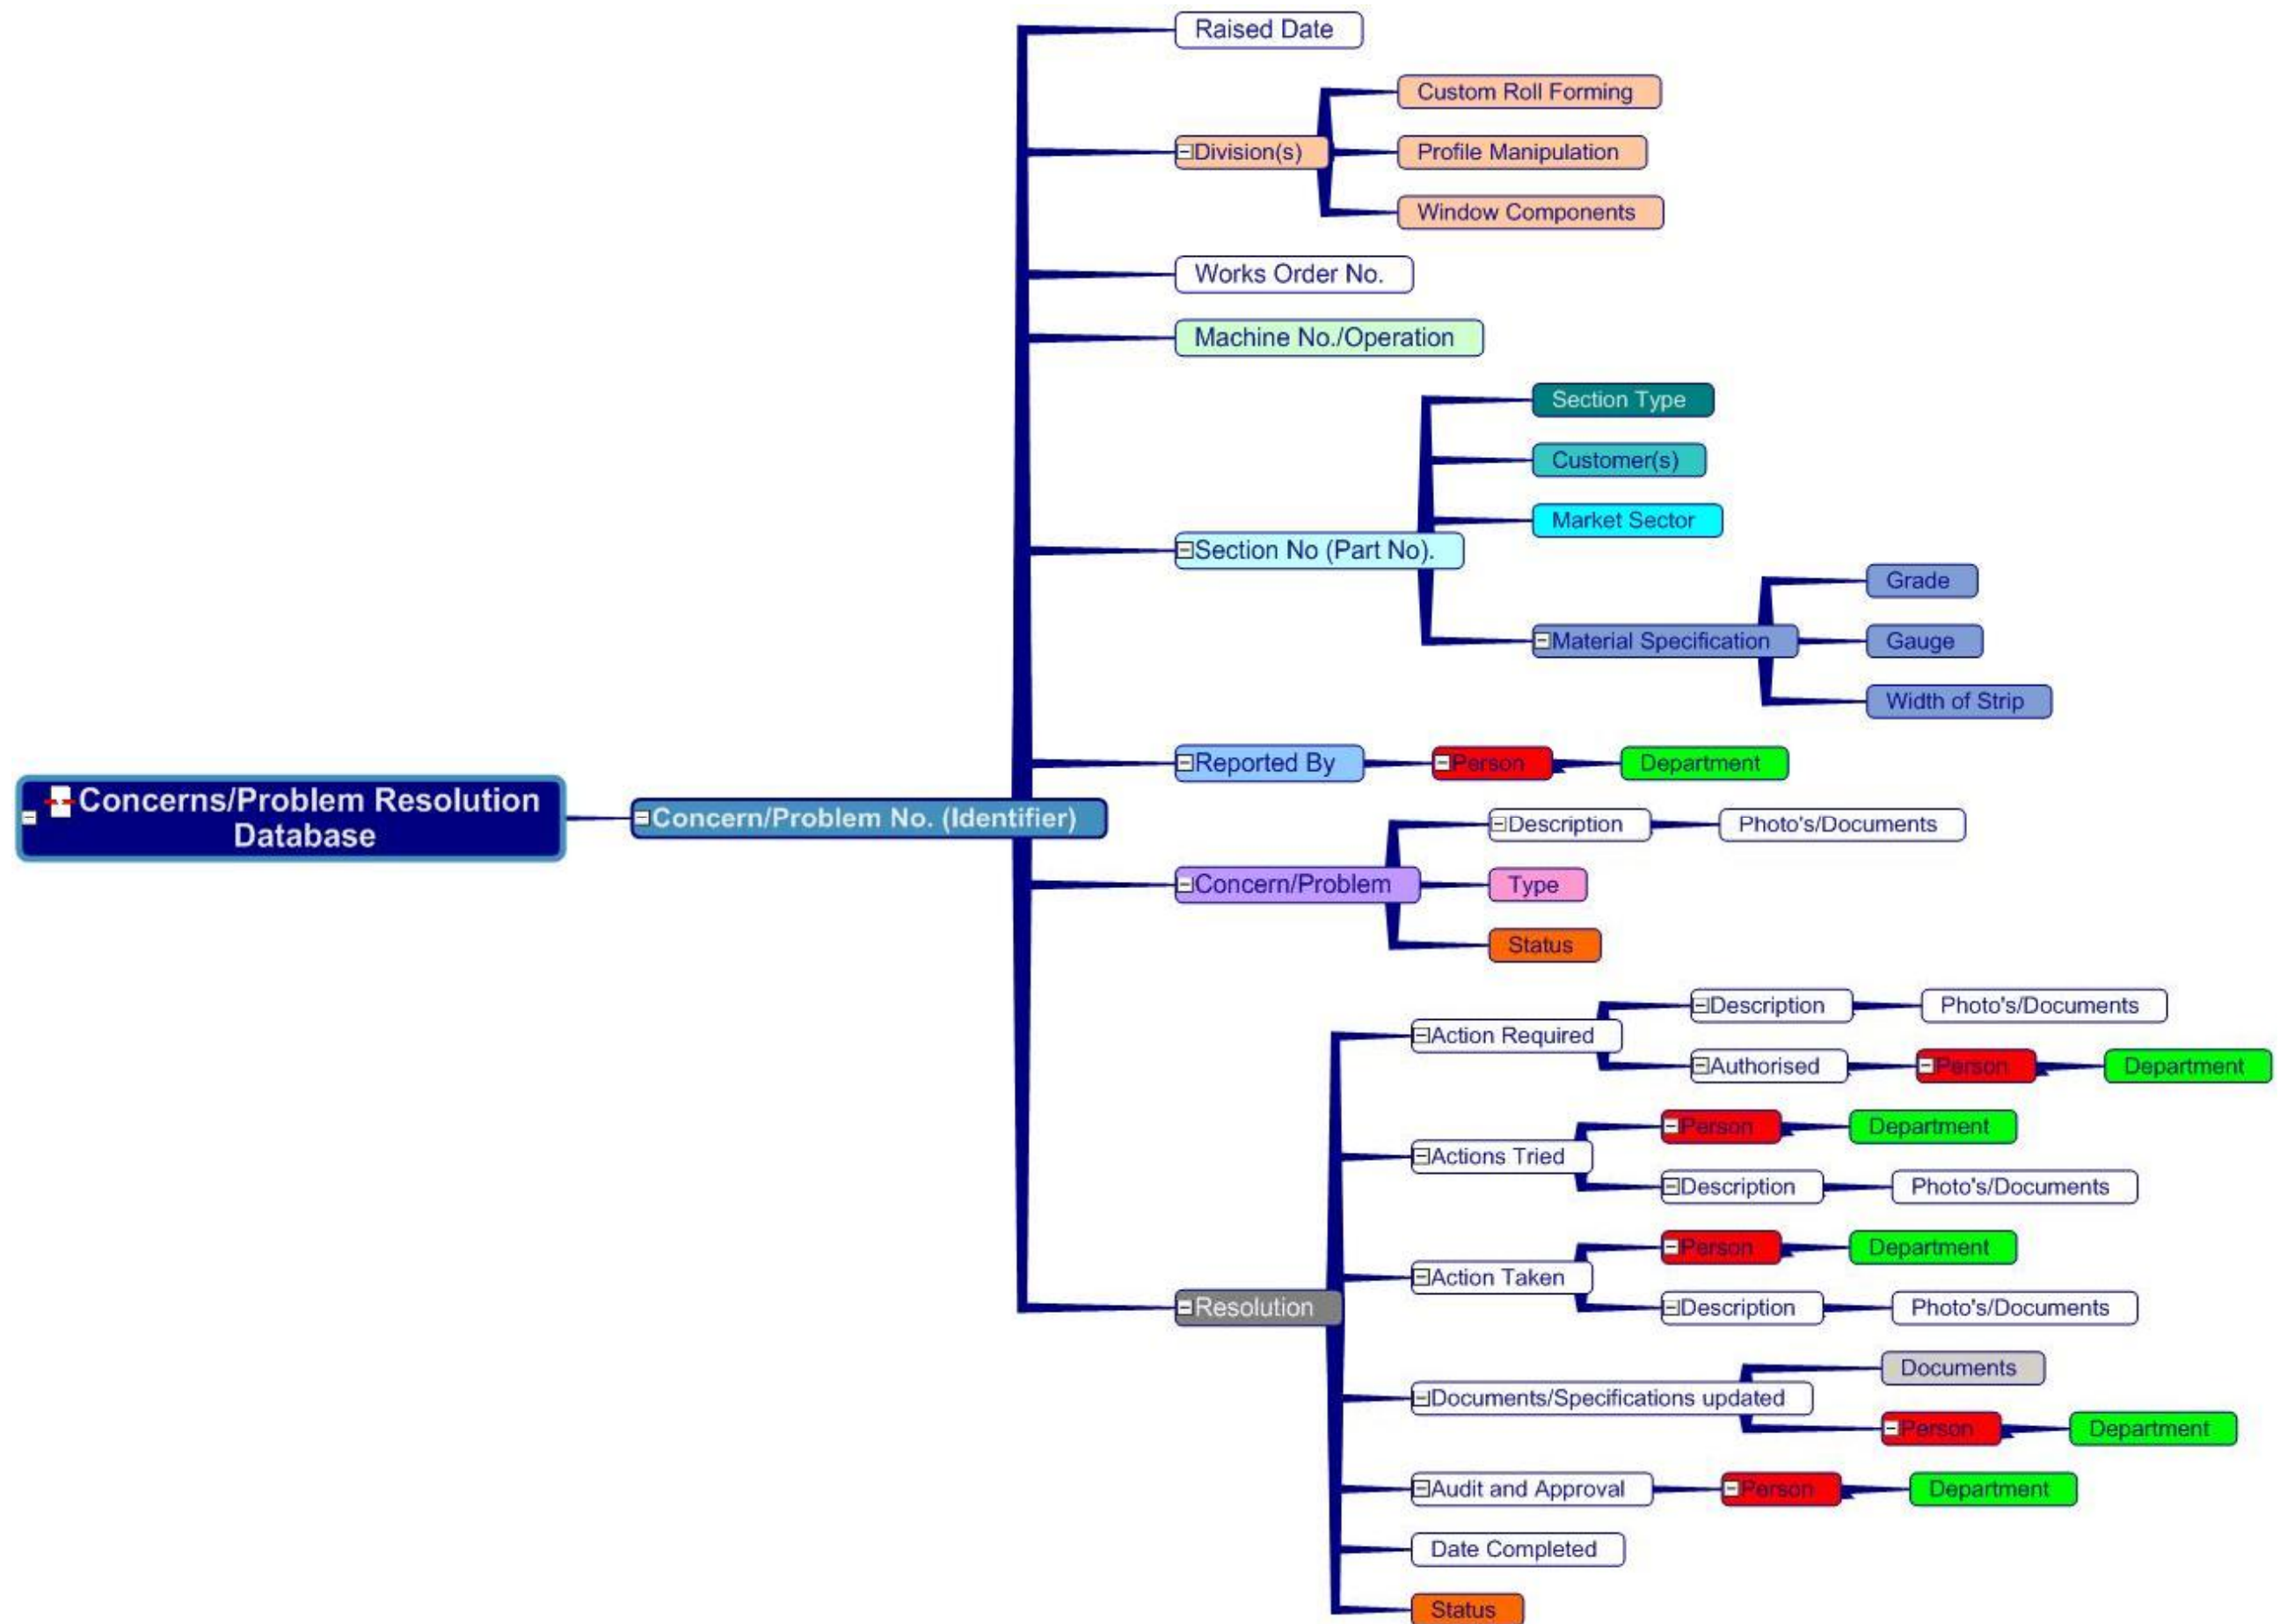 Raised Date
Custom Roll Forming
Division(s)
Profile Manipulation
Window Components
Works Order No.
Machine No./Operation
Section Type
Customer(s)
Market Sector
Section No (Part No).
Grade
Material Specification
Gauge
Width of Strip
Reported By
Person
Department
Concerns/Problem Resolution
Database
Concern/Problem No. (Identifier)
Description
Photo's/Documents
Concern/Problem
Type
Status
Description
Photo's/Documents
Action Required
Authorised
Person
Department
Person
Department
Actions Tried
Description
Photo's/Documents
Person
Department
Action Taken
Description
Photo's/Documents
Resolution
Documents
Documents/Specifications updated
Person
Department
Audit and Approval
Person
Department
Date Completed
Status